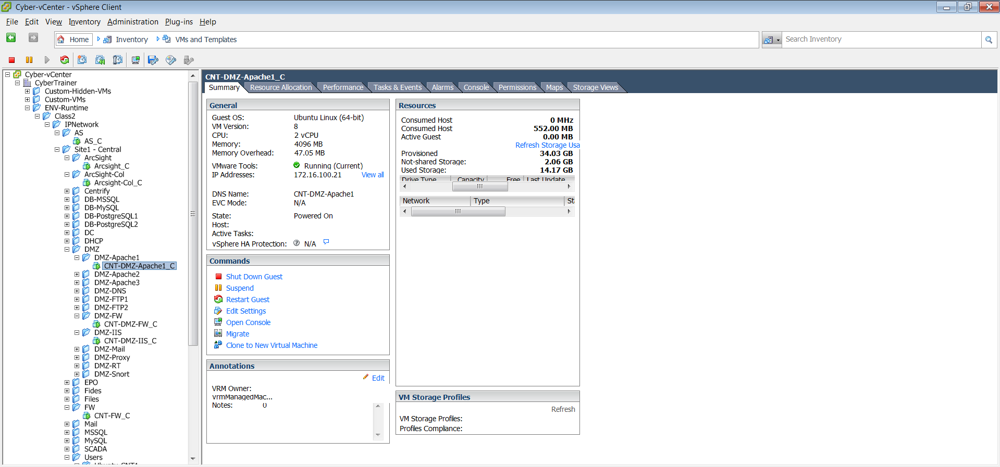 Cyber-vCenter - vSphere Client
File Edit View Inventory Administration Plug-ins Help
Home Inventory VMs and Templates
Search Inventory
Cyber-vCenter
CyberTrainer
Custom-Hidden-VMs
Custom-VMs
ENV-Runtime
Class2
IPNetwork
AS
AS_C
Site1 - Central
ArcSight
Arcsight_C
ArcSight-Col
Arcsight-Col_C
Centrify
DB-MSSQL
DB-MySQL
DB-PostgreSQL1
DB-PostgreSQL2
DC
DHCP
DMZ
DMZ-Apache1
CNT-DMZ-Apache1_C
DMZ-Apache2
DMZ-Apache3
DMZ-DNS
DMZ-FTP1
DMZ-FTP2
DMZ-FW
CNT-DMZ-FW_C
DMZ-IIS
CNT-DMZ-IIS_C
DMZ-Mail
DMZ-Proxy
DMZ-RT
DMZ-Snort
EPO
Fides
Files
FW
CNT-FW_C
Mail
MSSQL
MySQL
SCADA
Users
CNT-DMZ-Apache1_C
Summary Resource Allocation Performance Tasks & Events Alarms Console Permissions Maps Storage Views
General
Guest OS: Ubuntu Linux (64-bit)
VM Version: 8
CPU: 2 vCPU
Memory: 4096 MB
Memory Overhead: 47.05 MB
VMware Tools: Running (Current)
IP Addresses: 172.16.100.21 View all
DNS Name: CNT-DMZ-Apache1
EVC Mode: N/A
State: Powered On
Host:
Active Tasks:
vSphere HA Protection: N/A
Commands
Shut Down Guest
Suspend
Restart Guest
Edit Settings
Open Console
Migrate
Clone to New Virtual Machine
Annotations
Edit
VRM Owner:
vrmManagedMac...
Notes: 0
Resources
Consumed Host 0 MHz
Consumed Host 552.00 MB
Active Guest 0.00 MB
Refresh Storage Usa
Provisioned 34.03 GB
Not-shared Storage: 2.06 GB
Used Storage: 14.17 GB
Drive Type Capacity Free Last Update
Network Type St
VM Storage Profiles
Refresh
VM Storage Profiles:
Profiles Compliance: